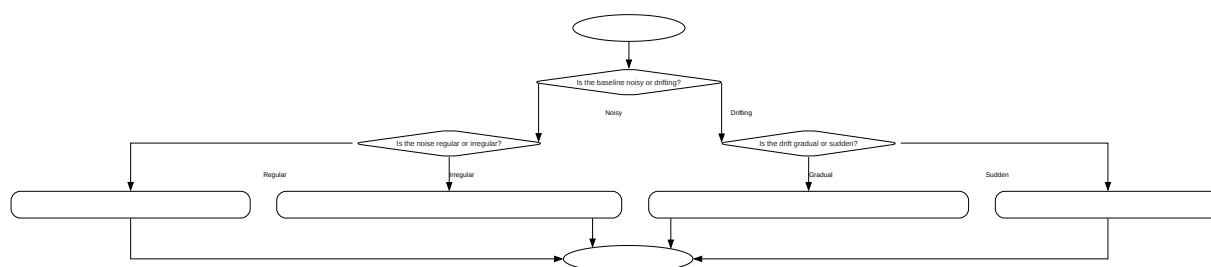 Is the baseline noisy or drifting?
Noisy
Drifting
Is the noise regular or irregular?
Is the drift gradual or sudden?
Regular
Irregular
Gradual
Sudden